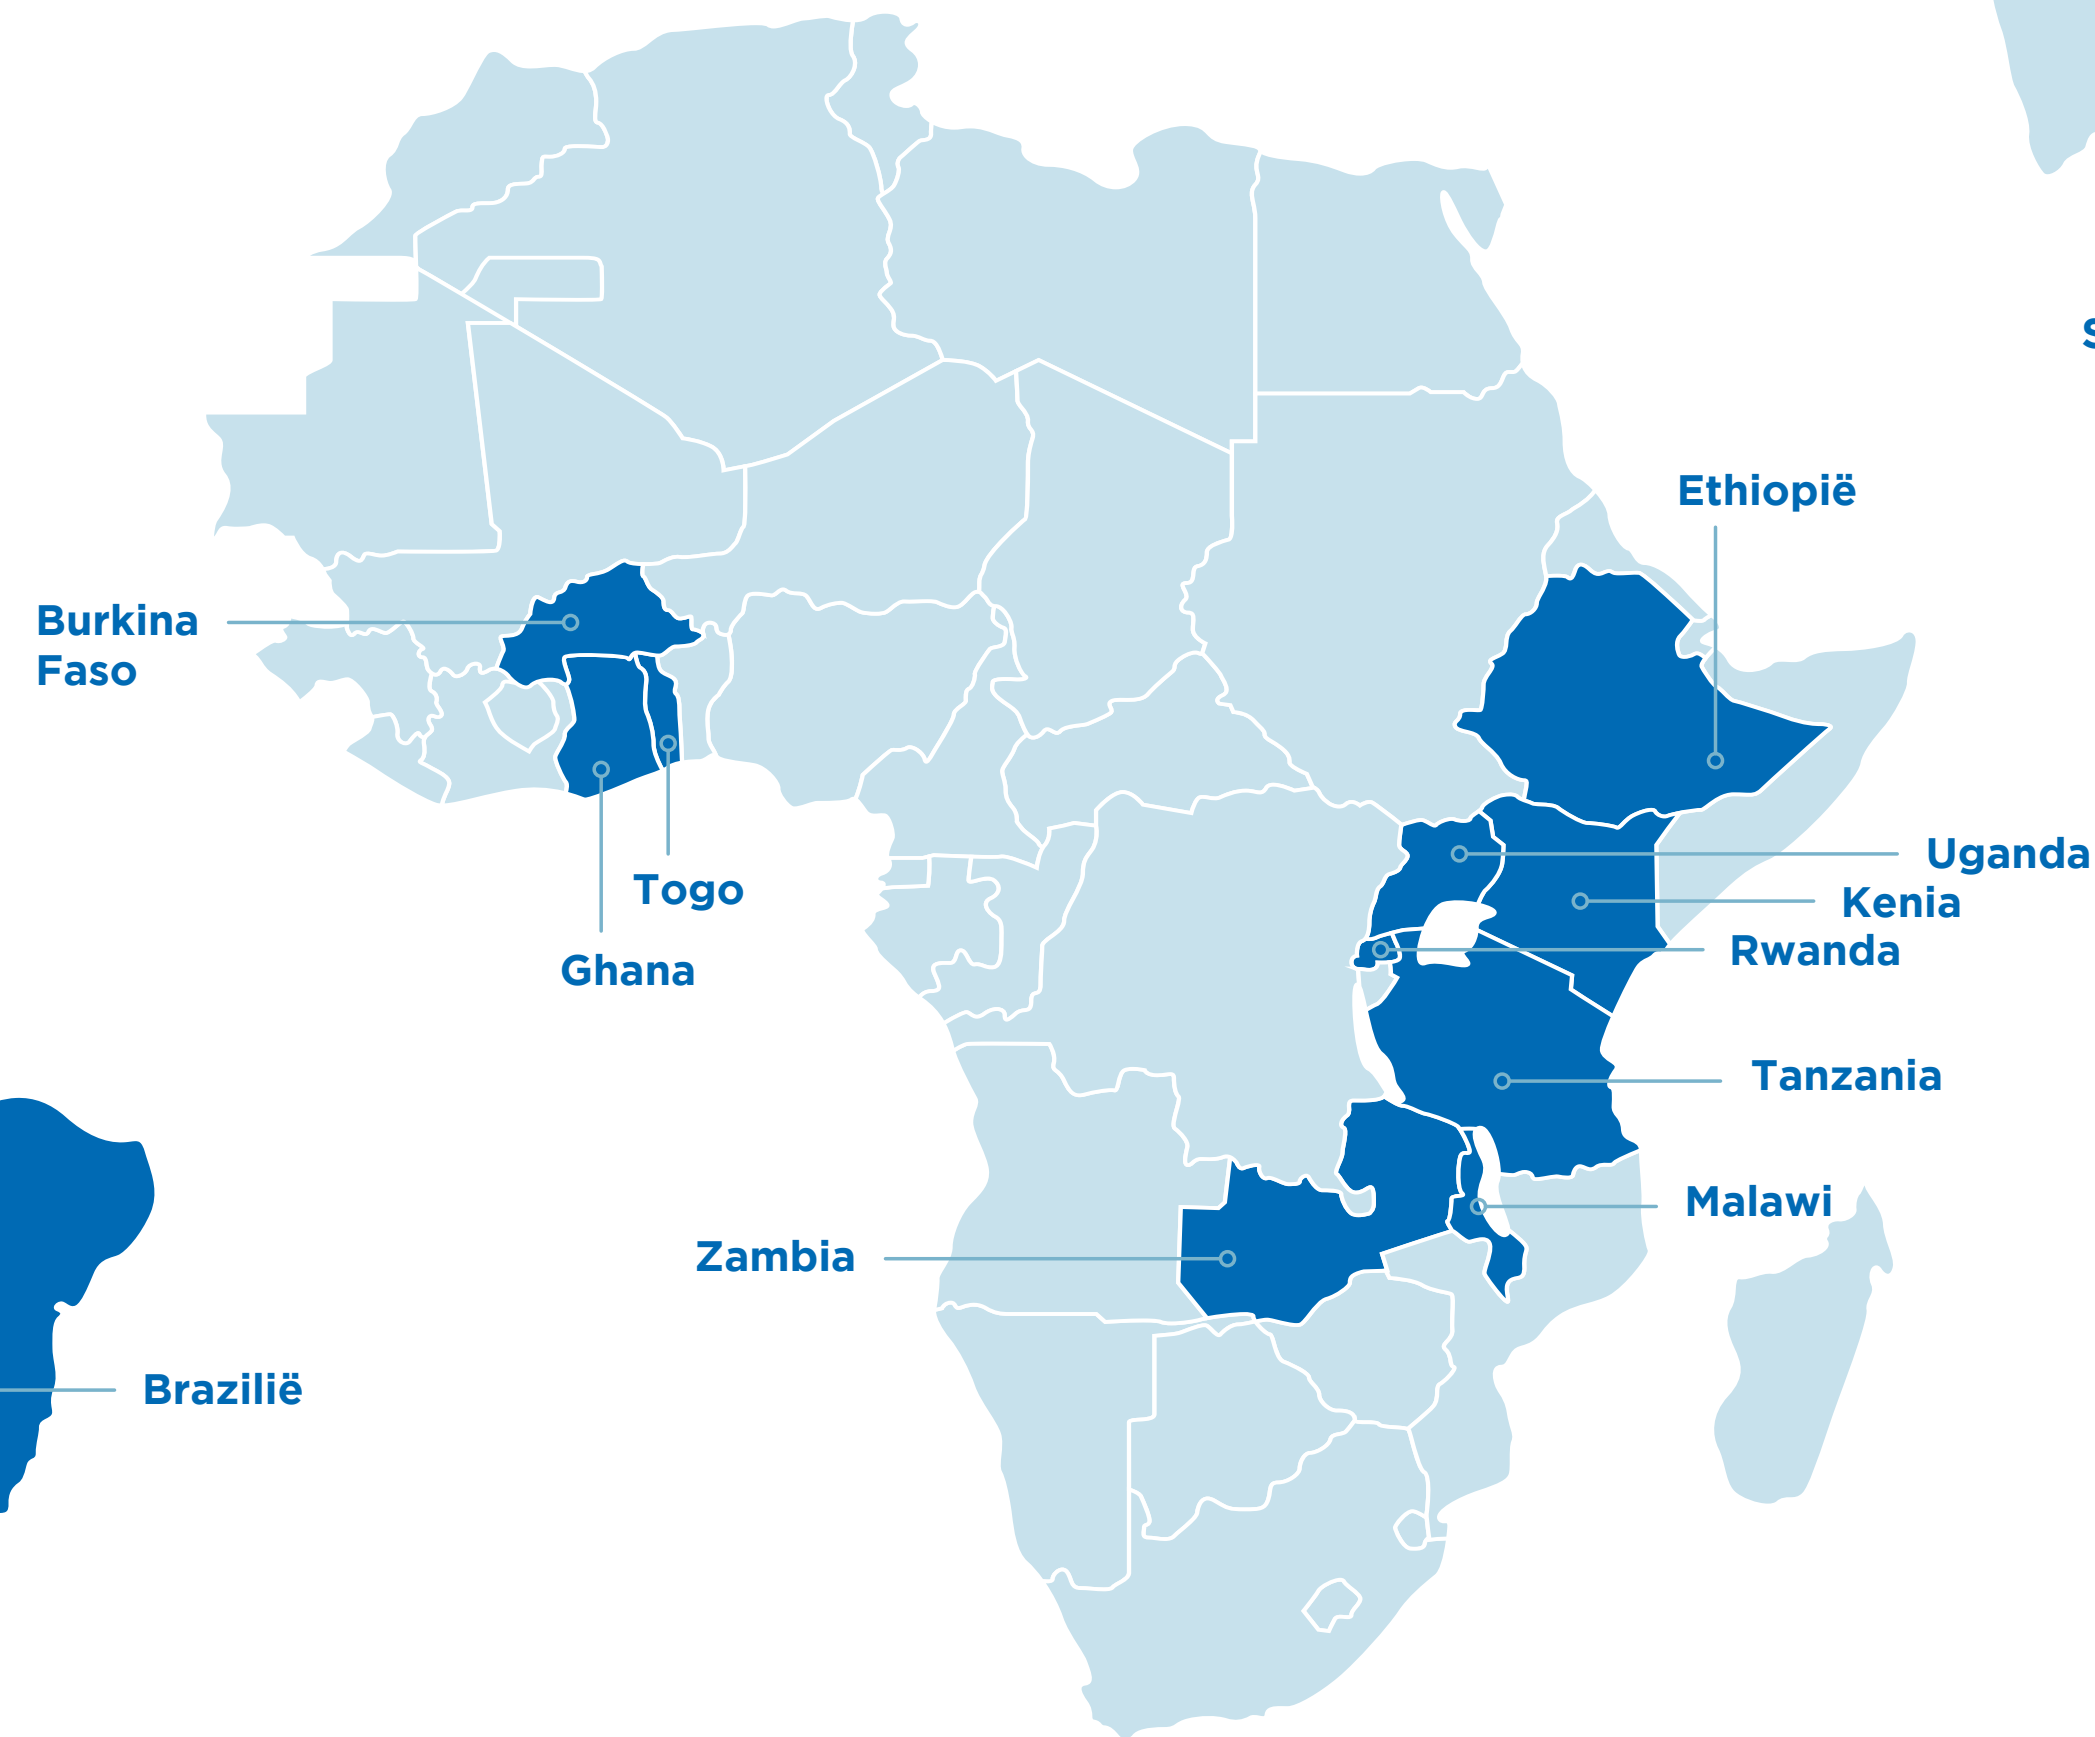 Ethiopië
Burkina
Faso
Uganda
Togo
Kenia
Rwanda
Ghana
Tanzania
Malawi
Zambia
Brazilië